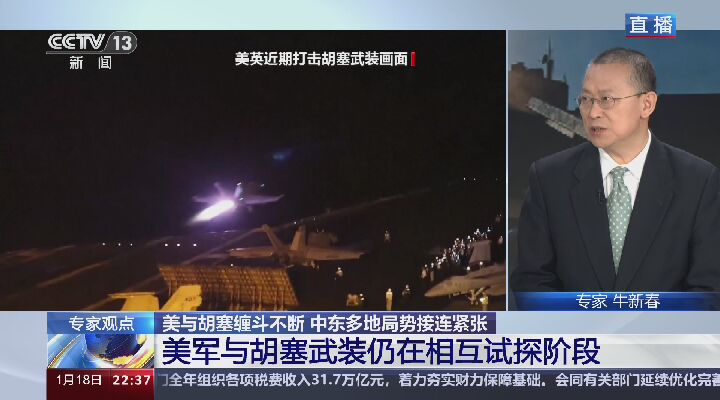 CCTV 13
新闻
美英近期打击胡塞武装画面
直播
专家 牛新春
专家观点
美与胡塞缠斗不断 中东多地局势接连紧张
美军与胡塞武装仍在相互试探阶段
1月18日 22:37
门全年组织各项税费收入31.7万亿元，着力夯实财力保障基础。会同有关部门延续优化完善